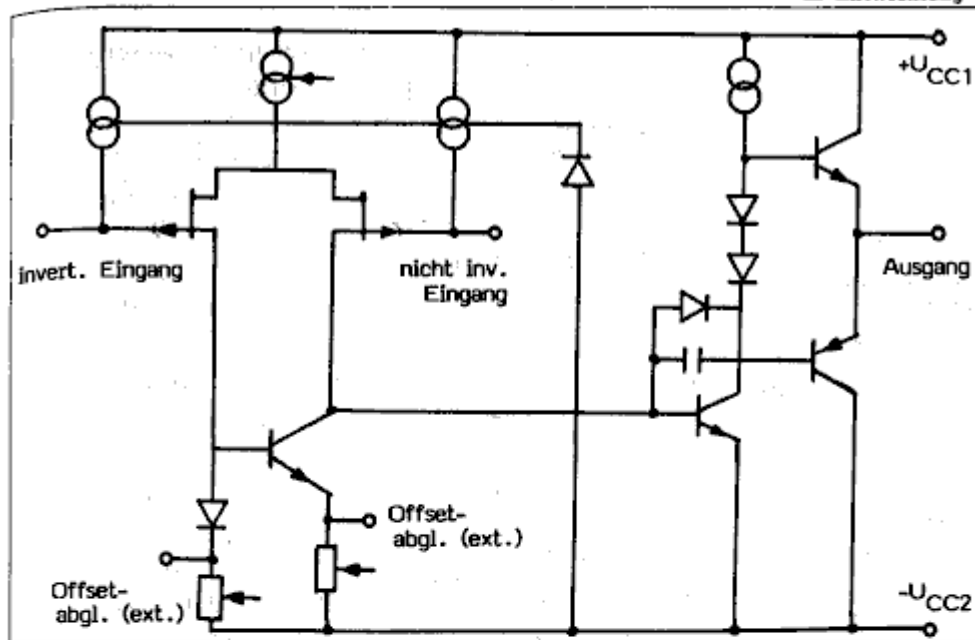 +U CC1
invert. Eingang
nicht inv.
Eingang
Ausgang
Offset-
abgl. (ext.)
Offset-
abgl. (ext.)
-U CC2